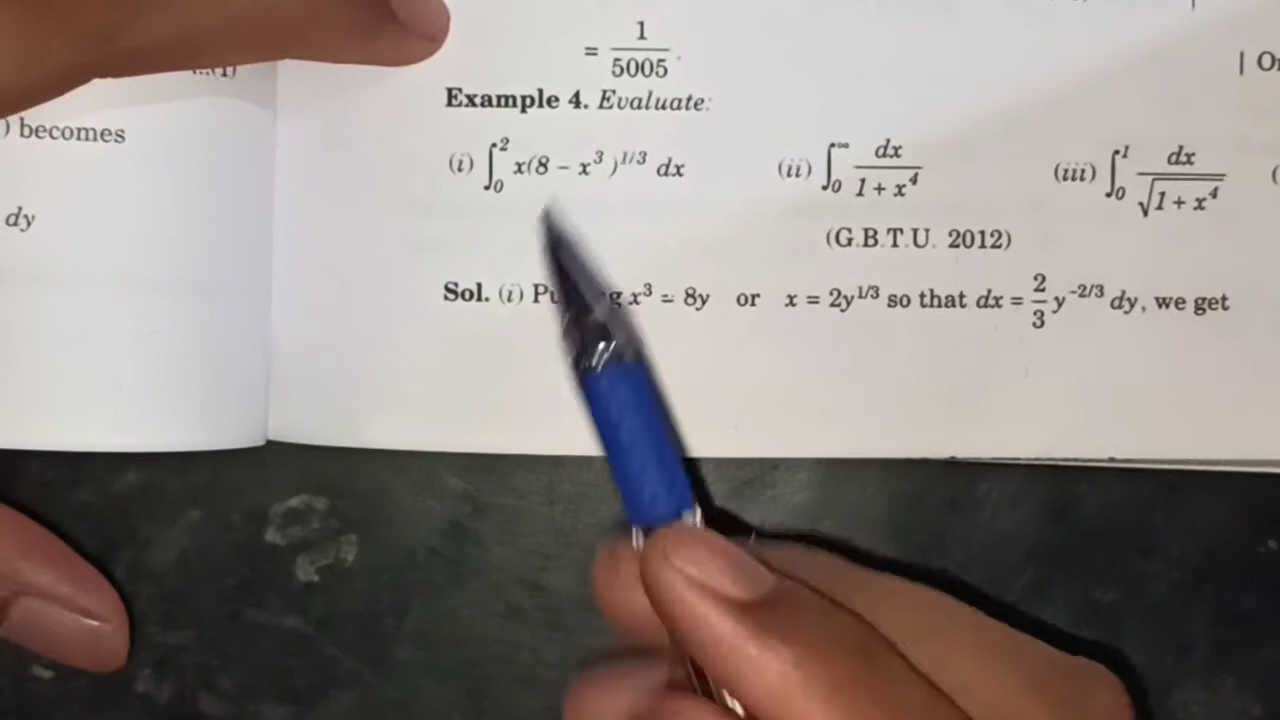 ...(1)
) becomes
dy
= 1/5005.
| O
Example 4. Evaluate:
(i) ∫₀² x(8 – x³)^{1/3} dx (ii) ∫₀^∞ dx/(1 + x⁴) (iii) ∫₀¹ dx/√(1 + x⁴) (
(G.B.T.U. 2012)
Sol. (i) x³ = 8y or x = 2y^{1/3} so that dx = 2/3 y^{-2/3} dy, we get